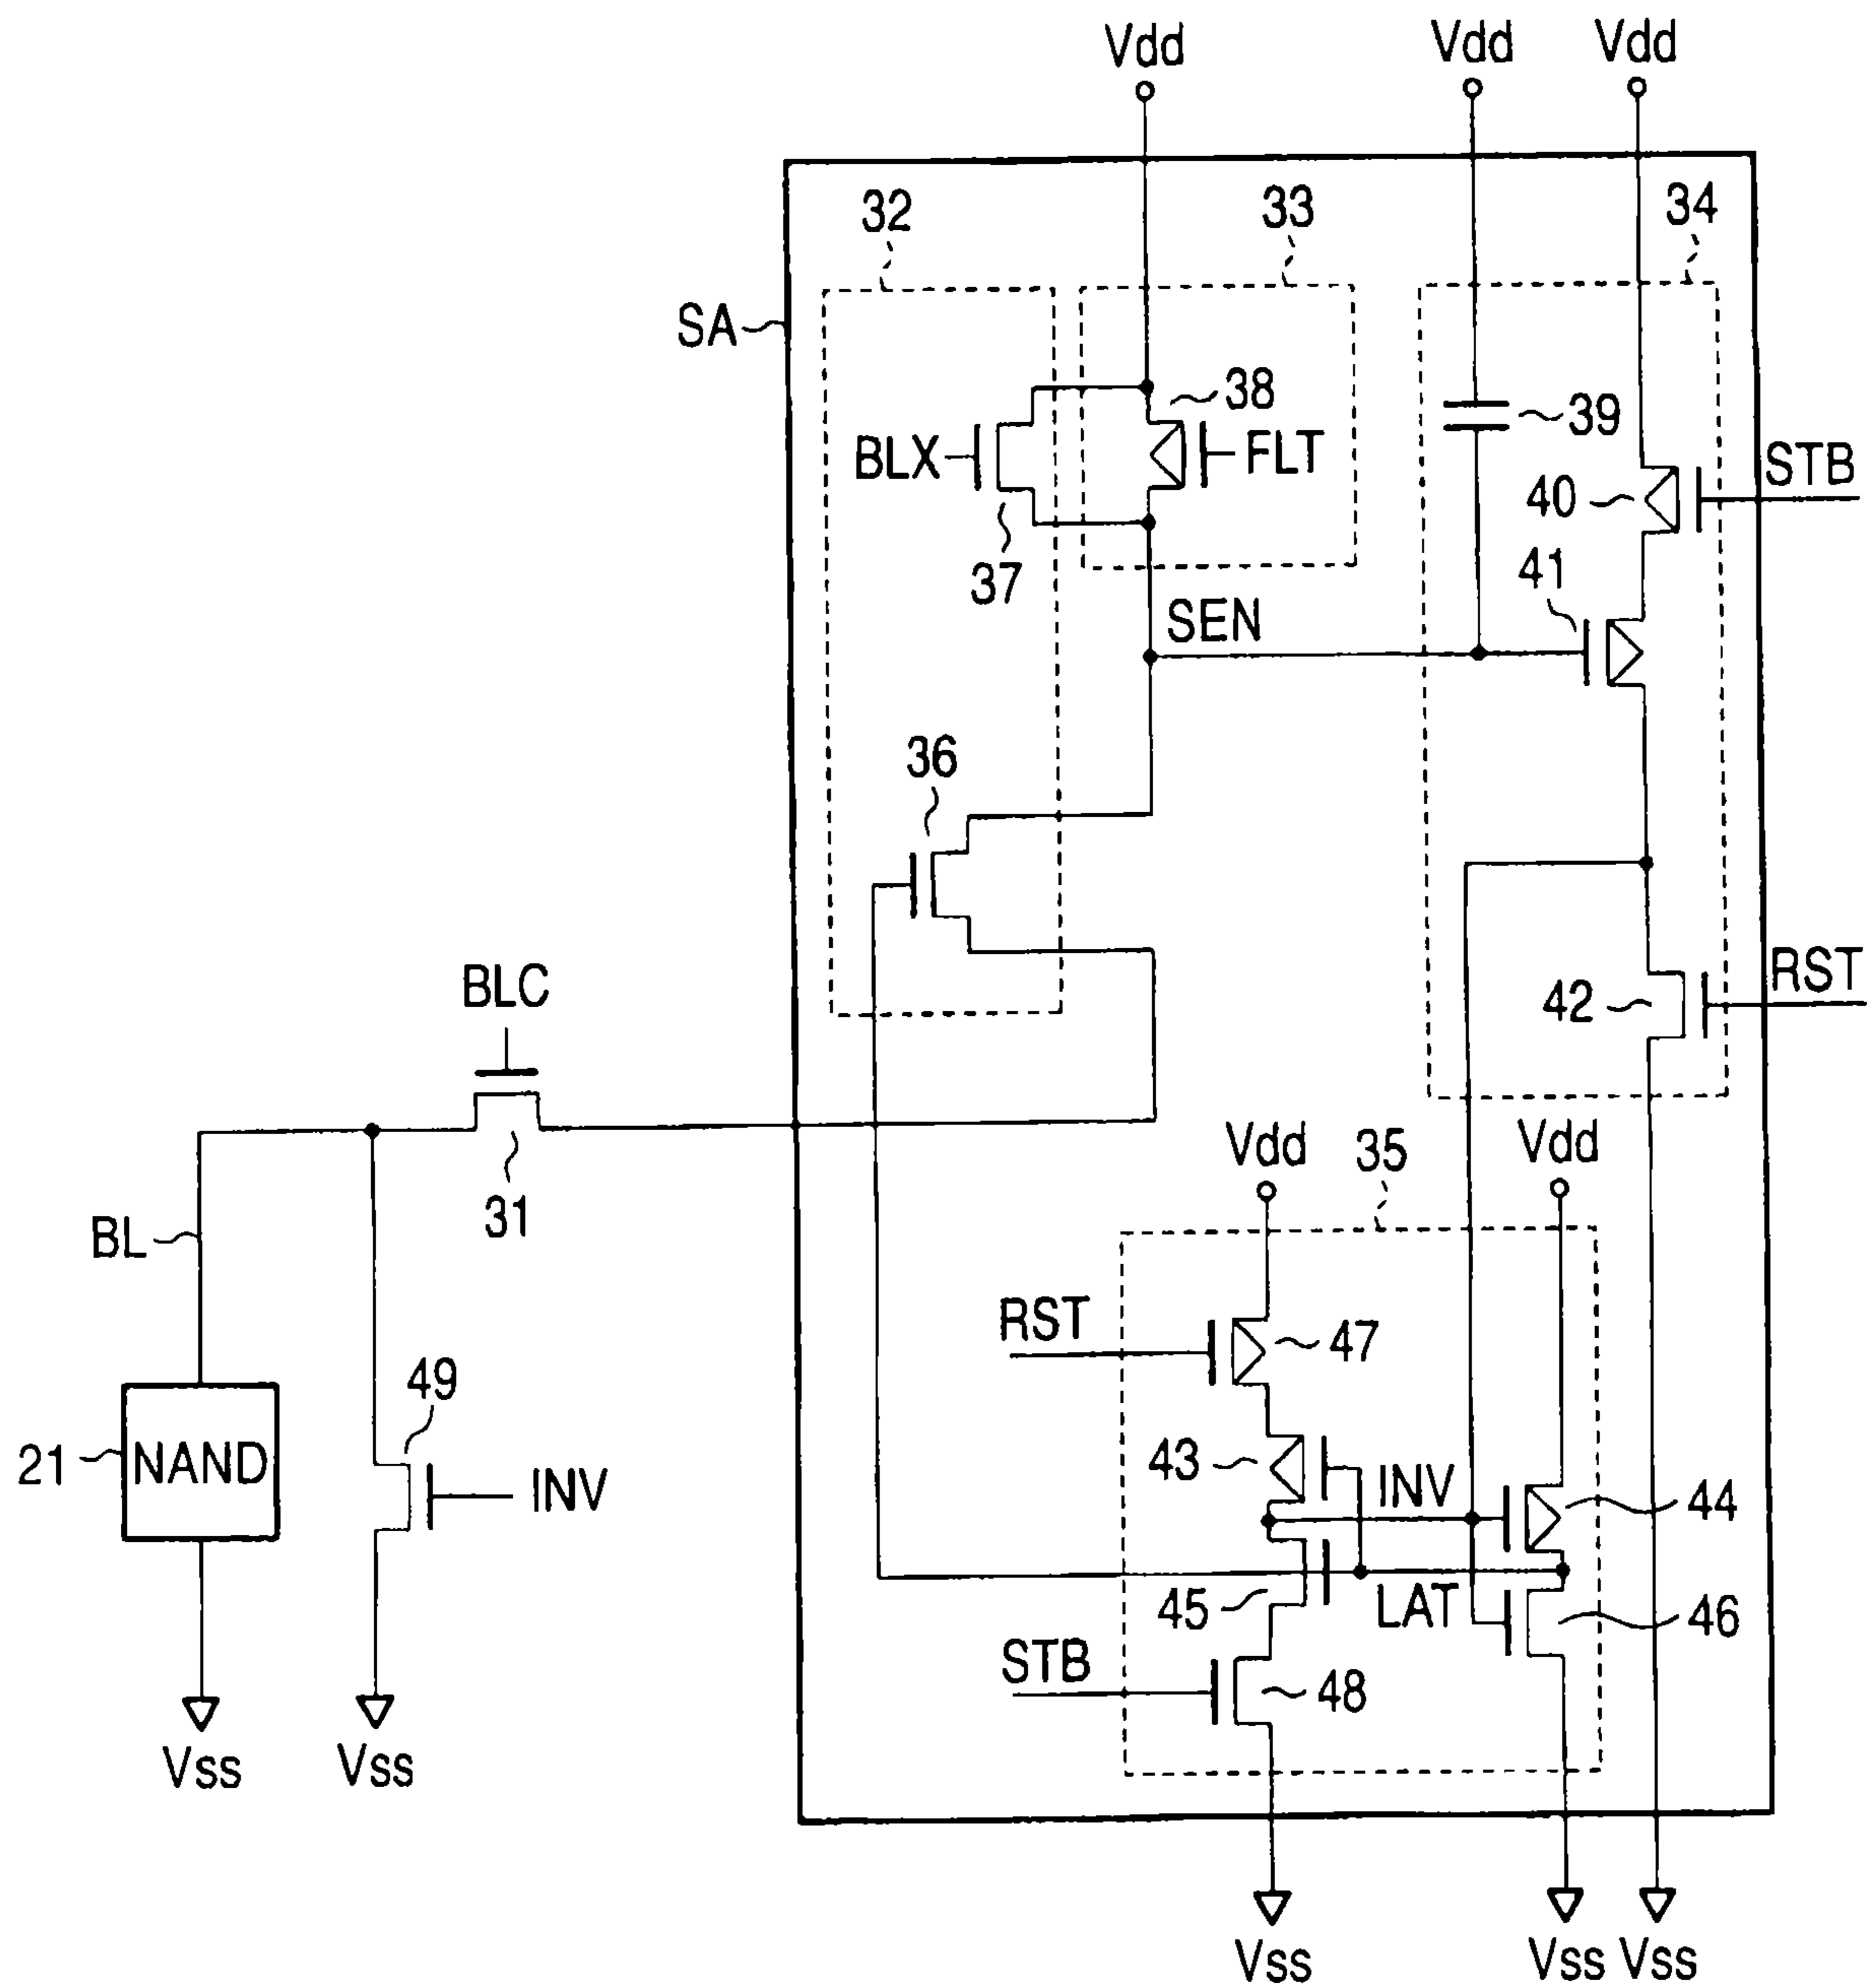 Vdd
Vdd
Vdd
32
33
34
SA
38
39
BLX
FLT
STB
40
37
41
SEN
36
BLC
RST
42
31
Vdd
35
Vdd
BL
RST
47
49
21
NAND
43
INV
INV
44
45
LAT
46
STB
48
Vss
Vss
Vss
Vss
Vss